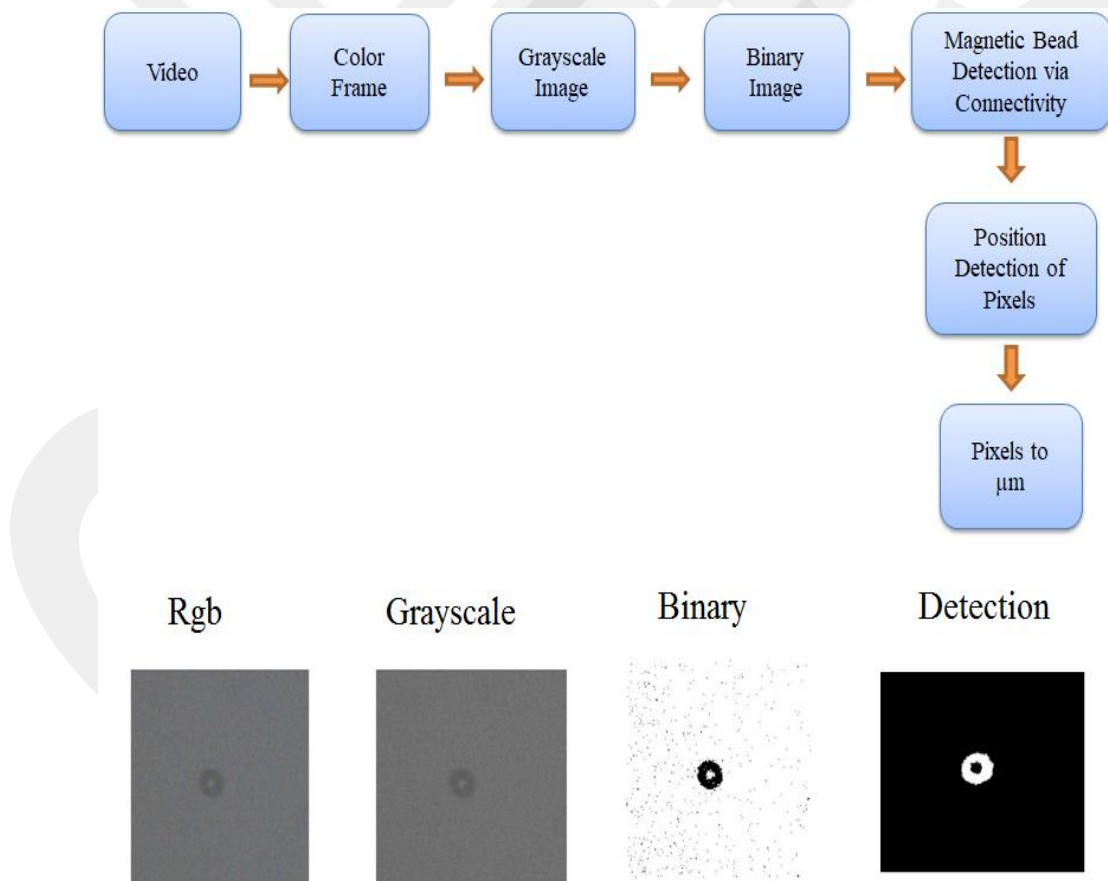 Video
Color
Frame
Grayscale
Image
Binary
Image
Magnetic Bead
Detection via
Connectivity
Position
Detection of
Pixels
Pixels to
µm
Rgb
Grayscale
Binary
Detection